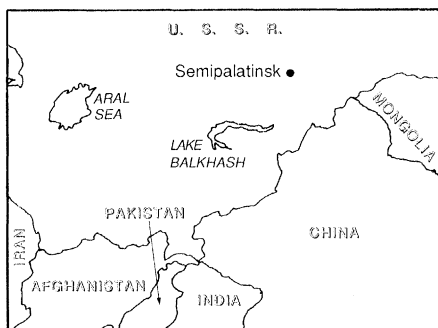 U. S. S. R.
Semipalatinsk
ARAL
SEA
MONGOLIA
LAKE
BALKHASH
PAKISTAN
CHINA
IRAN
AFGHANISTAN
INDIA